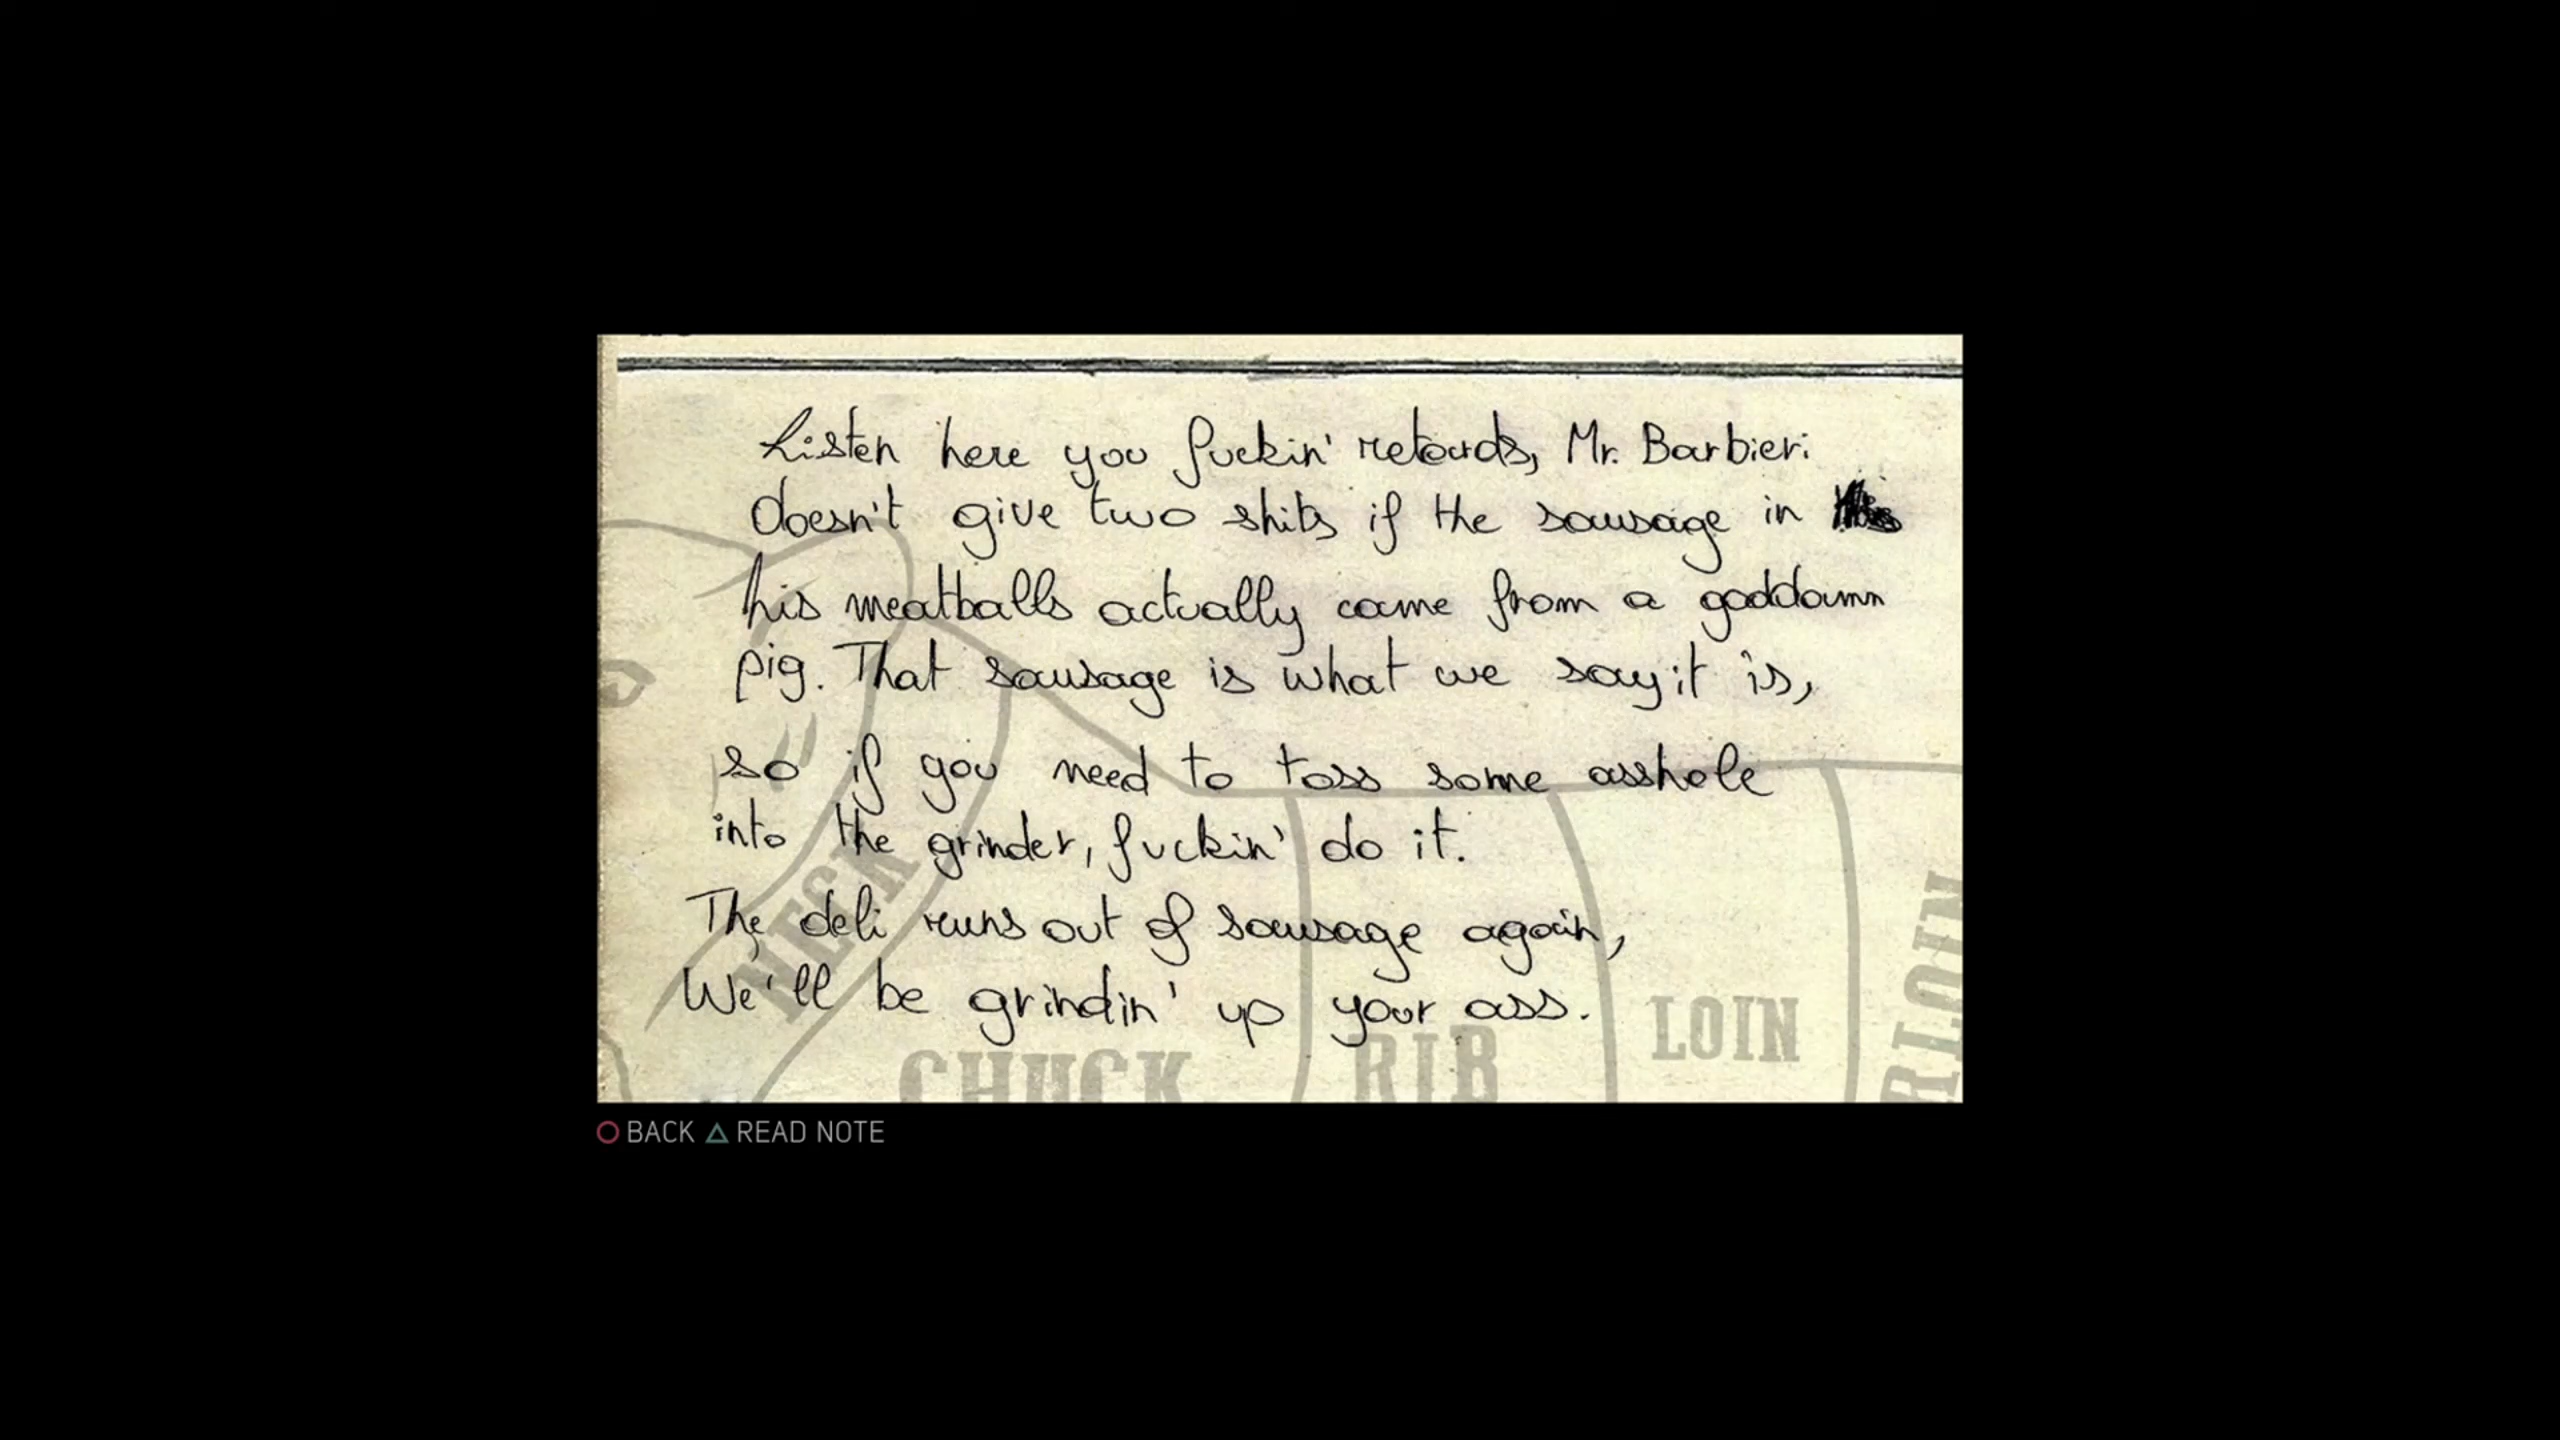 Listen here you fuckin' retards, Mr. Barbieri
doesn't give two shits if the sausage in
his meatballs actually came from a goddamn
pig. That sausage is what we say it is,
so if you need to toss some asshole
into the grinder, fuckin' do it.
The deli runs out of sausage again,
We'll be grindin' up your ass.
NECK
CHUCK
RIB
LOIN
RLOIN
BACK READ NOTE